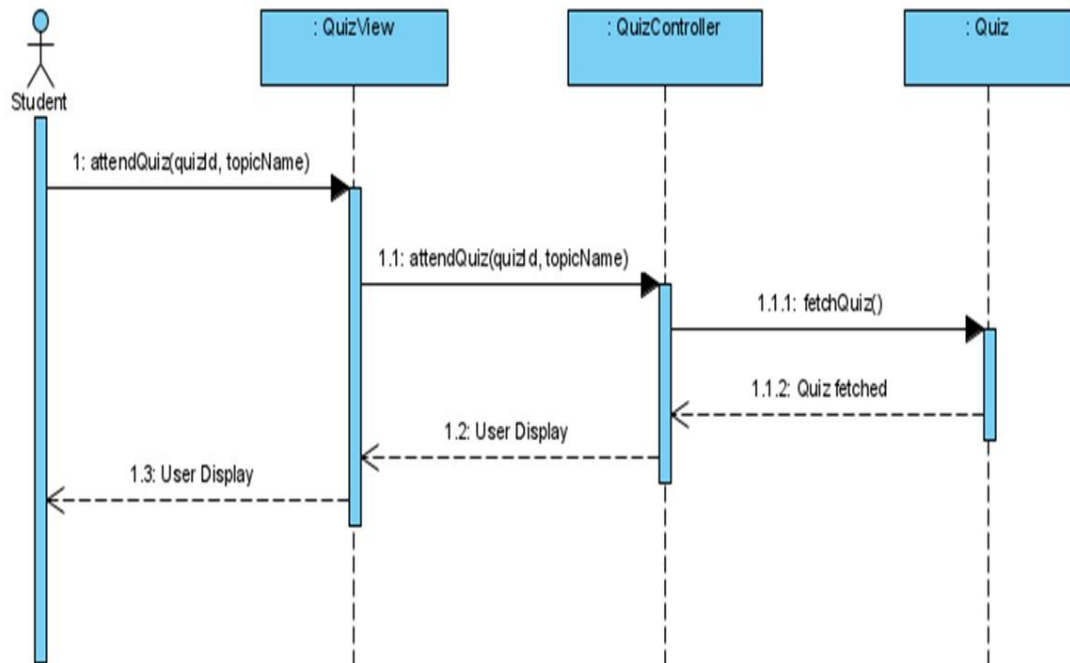 : QuizView
: QuizController
: Quiz
Student
1: attendQuiz(quizId, topicName)
1.1: attendQuiz(quizId, topicName)
1.1.1: fetchQuiz()
1.1.2: Quiz fetched
1.2: User Display
1.3: User Display